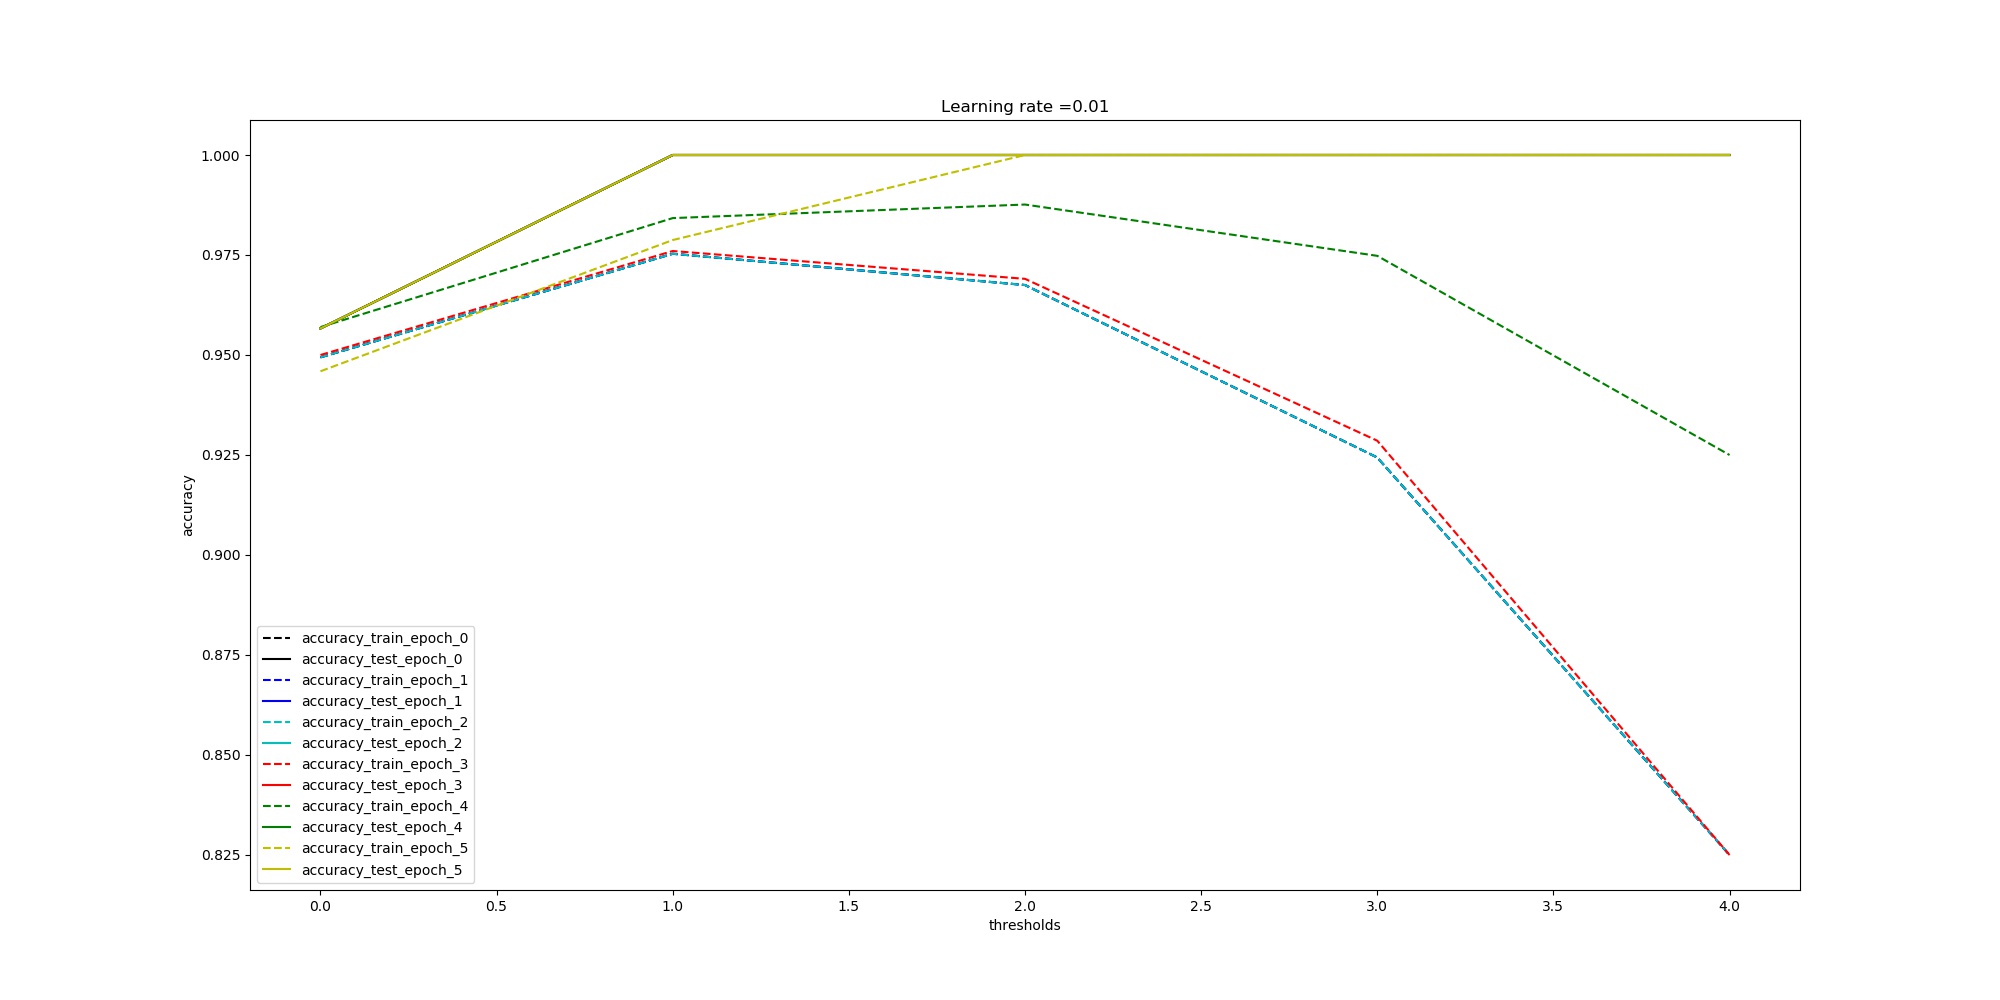 Learning rate =0.01
1.000
0.975
0.950
0.925
0.900
0.875
0.850
0.825
accuracy
accuracy_train_epoch_0
accuracy_test_epoch_0
accuracy_train_epoch_1
accuracy_test_epoch_1
accuracy_train_epoch_2
accuracy_test_epoch_2
accuracy_train_epoch_3
accuracy_test_epoch_3
accuracy_train_epoch_4
accuracy_test_epoch_4
accuracy_train_epoch_5
accuracy_test_epoch_5
0.0 0.5 1.0 1.5 2.0 2.5 3.0 3.5 4.0
thresholds